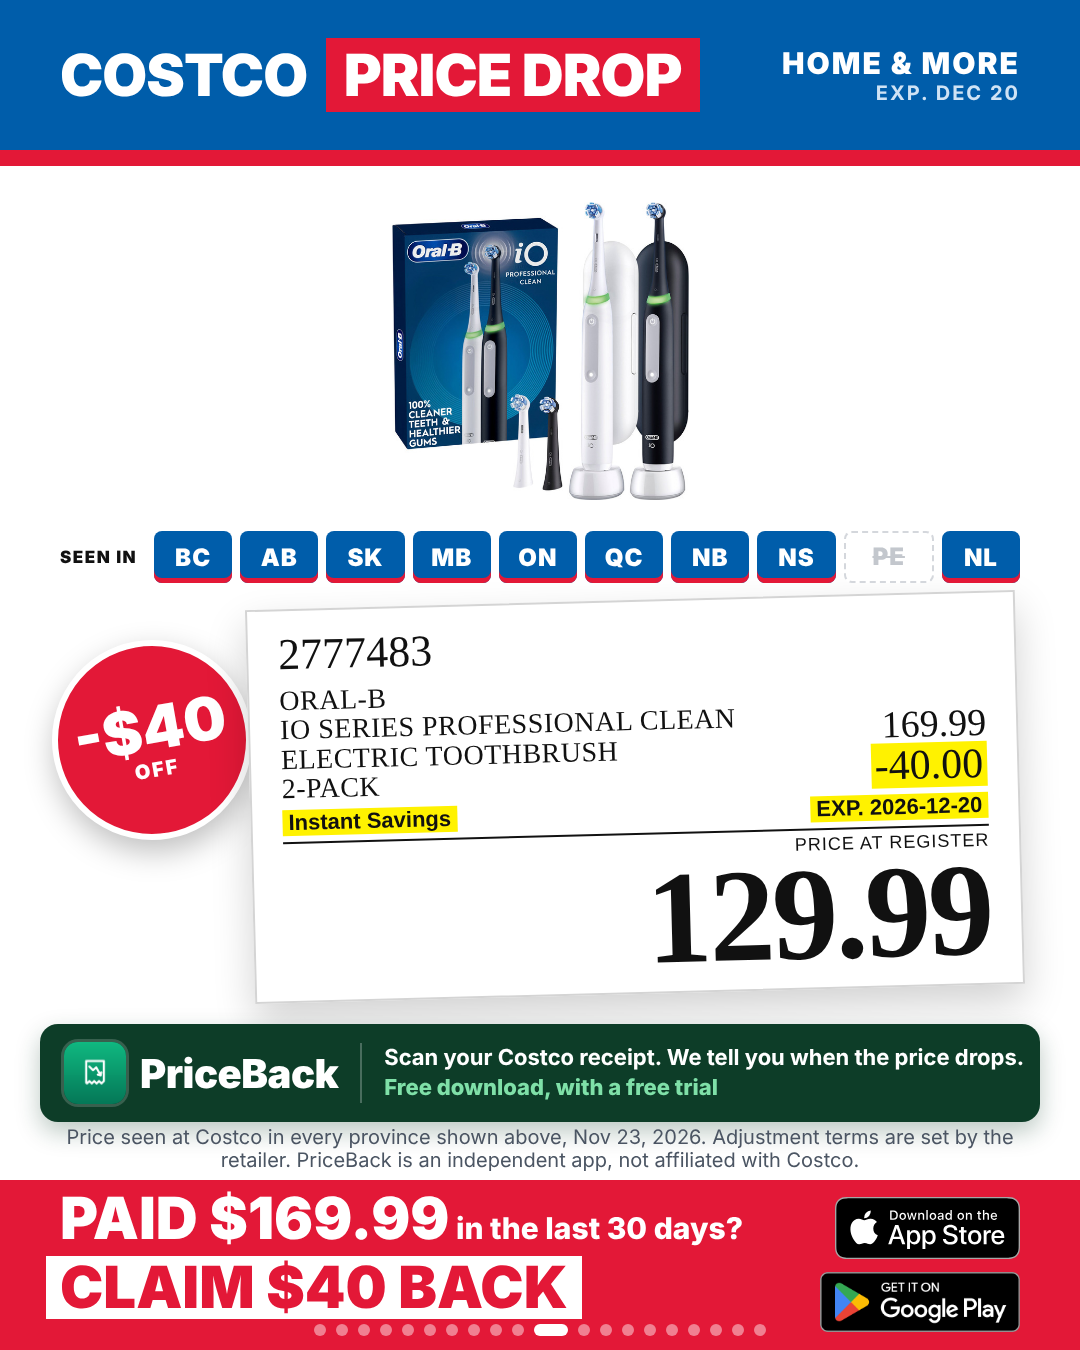 COSTCO PRICE DROP
HOME & MORE
EXP. DEC 20
Oral-B
iO
PROFESSIONAL
CLEAN
Oral-B
100%
CLEANER
TEETH &
HEALTHIER
GUMS
SEEN IN BC AB SK MB ON QC NB NS PE NL
-$40
OFF
2777483
ORAL-B
IO SERIES PROFESSIONAL CLEAN
ELECTRIC TOOTHBRUSH
2-PACK
Instant Savings
169.99
-40.00
EXP. 2026-12-20
PRICE AT REGISTER
129.99
PriceBack
Scan your Costco receipt. We tell you when the price drops.
Free download, with a free trial
Price seen at Costco in every province shown above, Nov 23, 2026. Adjustment terms are set by the
retailer. PriceBack is an independent app, not affiliated with Costco.
PAID $169.99 in the last 30 days?
CLAIM $40 BACK
Download on the
App Store
GET IT ON
Google Play